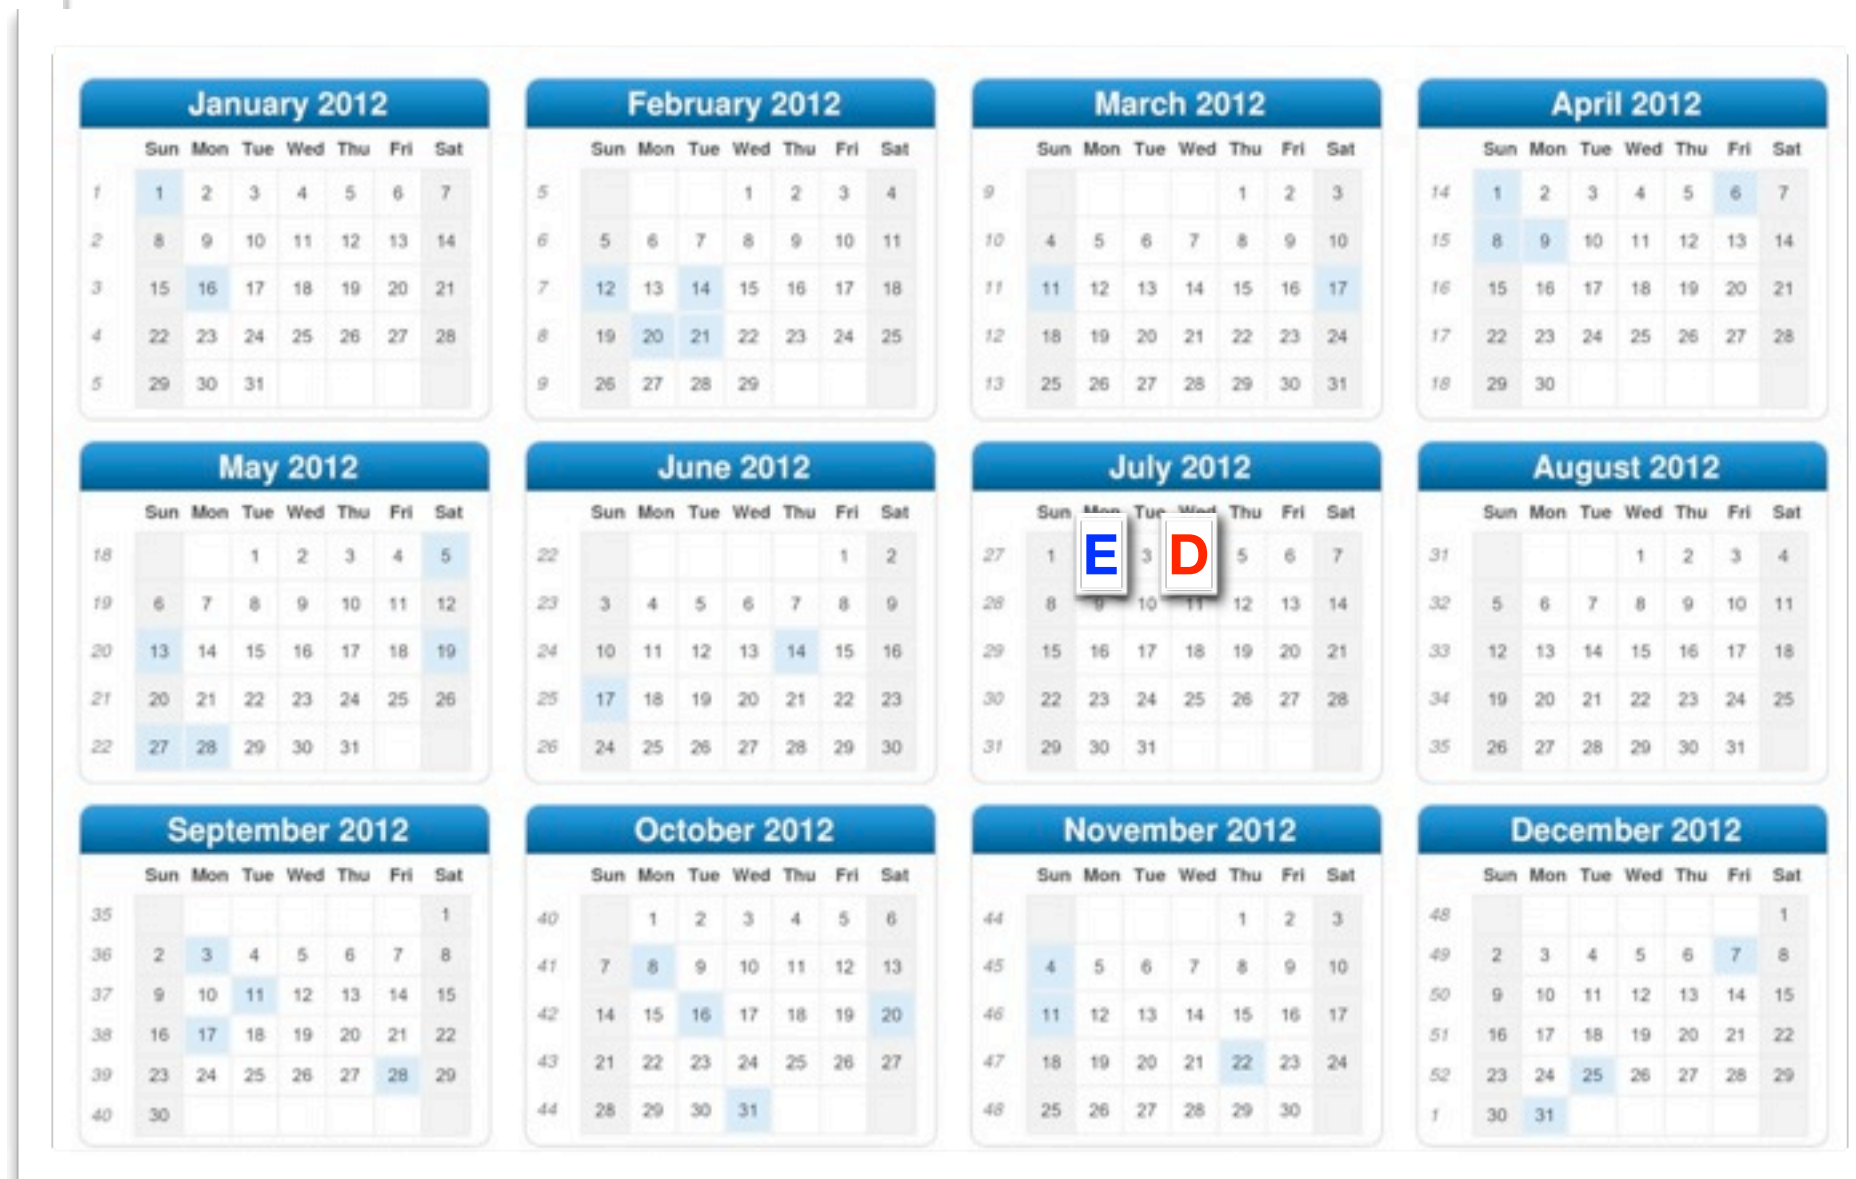 January 2012
Sun Mon Tue Wed Thu Fri Sat
1 1 2 3 4 5 6 7
2 8 9 10 11 12 13 14
3 15 16 17 18 19 20 21
4 22 23 24 25 26 27 28
5 29 30 31
February 2012
Sun Mon Tue Wed Thu Fri Sat
5 1 2 3 4
6 5 6 7 8 9 10 11
7 12 13 14 15 16 17 18
8 19 20 21 22 23 24 25
9 26 27 28 29
March 2012
Sun Mon Tue Wed Thu Fri Sat
9 1 2 3
10 4 5 6 7 8 9 10
11 11 12 13 14 15 16 17
12 18 19 20 21 22 23 24
13 25 26 27 28 29 30 31
April 2012
Sun Mon Tue Wed Thu Fri Sat
14 1 2 3 4 5 6 7
15 8 9 10 11 12 13 14
16 15 16 17 18 19 20 21
17 22 23 24 25 26 27 28
18 29 30
May 2012
Sun Mon Tue Wed Thu Fri Sat
18 1 2 3 4 5
19 6 7 8 9 10 11 12
20 13 14 15 16 17 18 19
21 20 21 22 23 24 25 26
22 27 28 29 30 31
June 2012
Sun Mon Tue Wed Thu Fri Sat
22 1 2
23 3 4 5 6 7 8 9
24 10 11 12 13 14 15 16
25 17 18 19 20 21 22 23
26 24 25 26 27 28 29 30
July 2012
Sun Mon Tue Wed Thu Fri Sat
27 1 E 3 D 5 6 7
28 8 9 10 11 12 13 14
29 15 16 17 18 19 20 21
30 22 23 24 25 26 27 28
31 29 30 31
August 2012
Sun Mon Tue Wed Thu Fri Sat
31 1 2 3 4
32 5 6 7 8 9 10 11
33 12 13 14 15 16 17 18
34 19 20 21 22 23 24 25
35 26 27 28 29 30 31
September 2012
Sun Mon Tue Wed Thu Fri Sat
35 1
36 2 3 4 5 6 7 8
37 9 10 11 12 13 14 15
38 16 17 18 19 20 21 22
39 23 24 25 26 27 28 29
40 30
October 2012
Sun Mon Tue Wed Thu Fri Sat
40 1 2 3 4 5 6
41 7 8 9 10 11 12 13
42 14 15 16 17 18 19 20
43 21 22 23 24 25 26 27
44 28 29 30 31
November 2012
Sun Mon Tue Wed Thu Fri Sat
44 1 2 3
45 4 5 6 7 8 9 10
46 11 12 13 14 15 16 17
47 18 19 20 21 22 23 24
48 25 26 27 28 29 30
December 2012
Sun Mon Tue Wed Thu Fri Sat
48 1
49 2 3 4 5 6 7 8
50 9 10 11 12 13 14 15
51 16 17 18 19 20 21 22
52 23 24 25 26 27 28 29
1 30 31